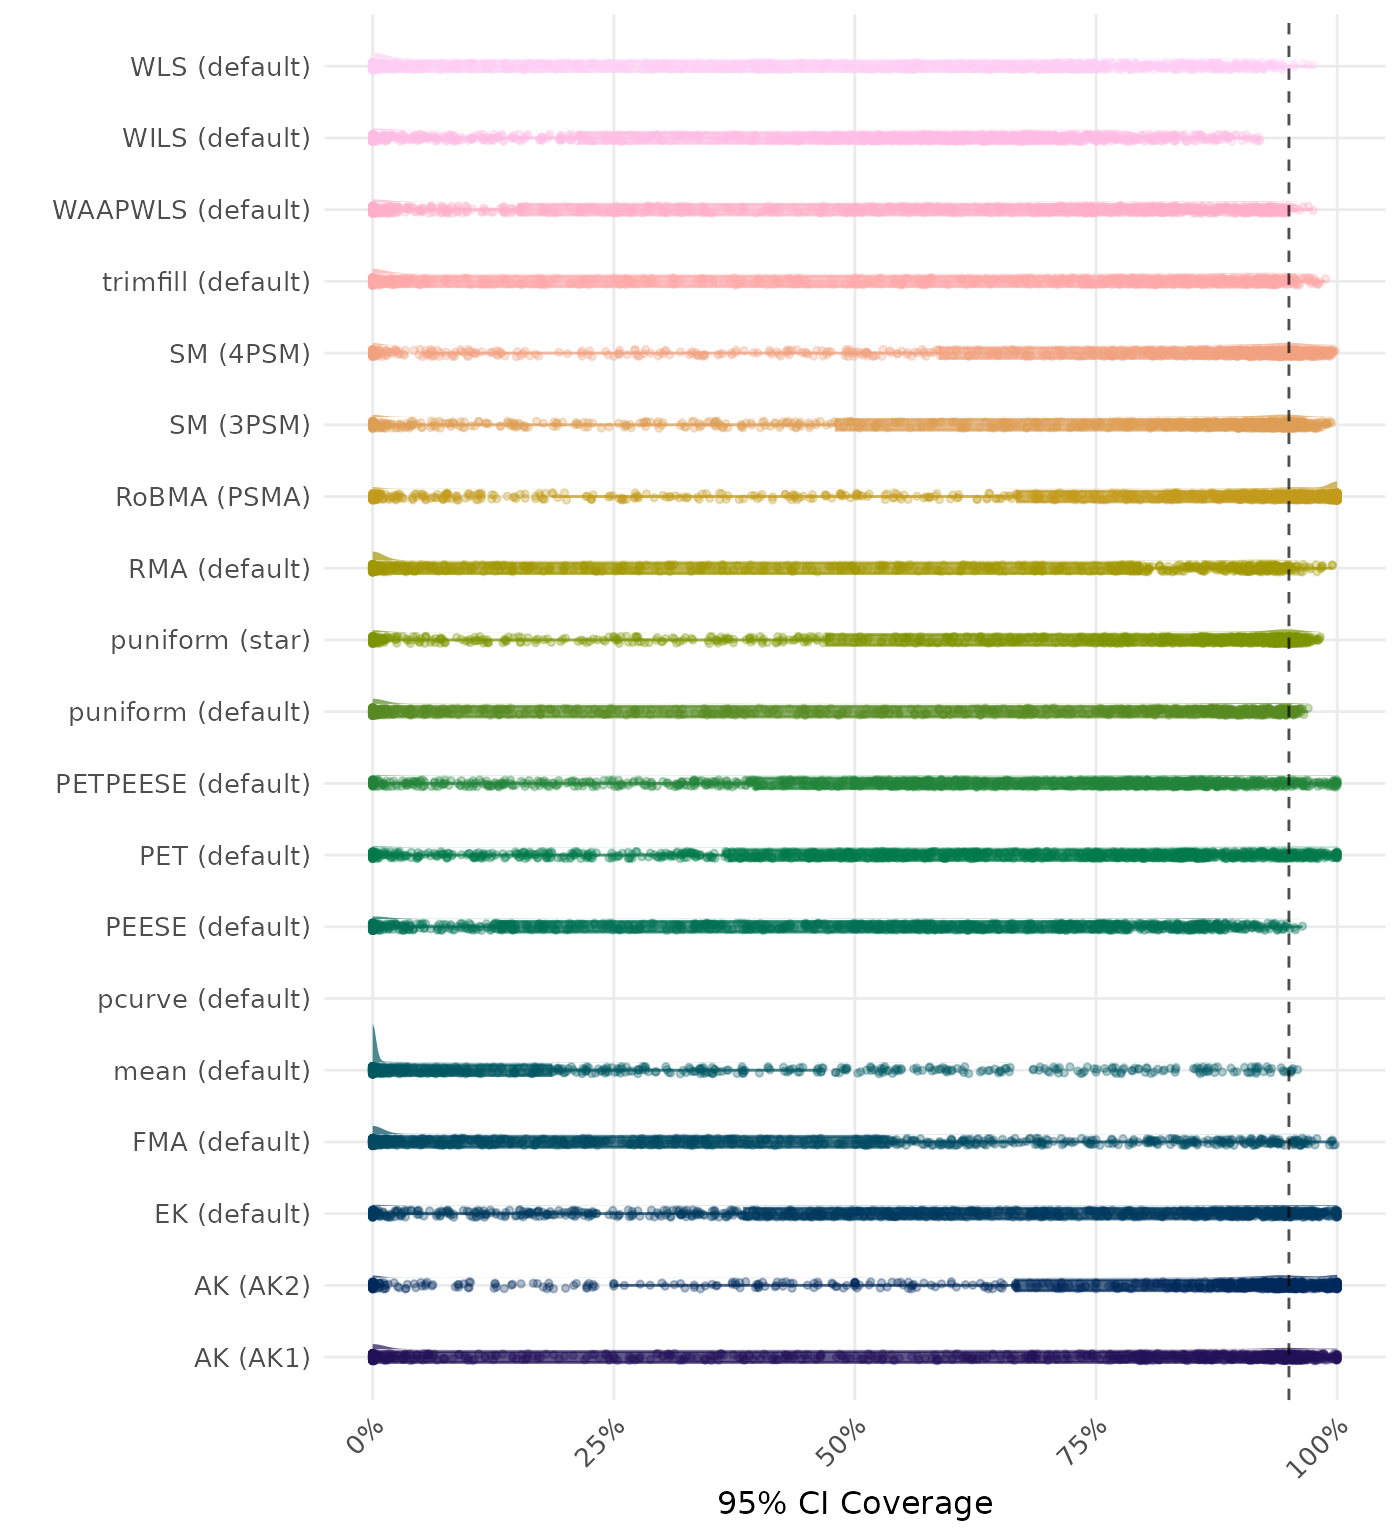 WLS (default)
WILS (default)
WAAPWLS (default)
trimfill (default)
SM (4PSM)
SM (3PSM)
RoBMA (PSMA)
RMA (default)
puniform (star)
puniform (default)
PETPEESE (default)
PET (default)
PEESE (default)
pcurve (default)
mean (default)
FMA (default)
EK (default)
AK (AK2)
AK (AK1)
0% 25% 50% 75% 100%
95% CI Coverage